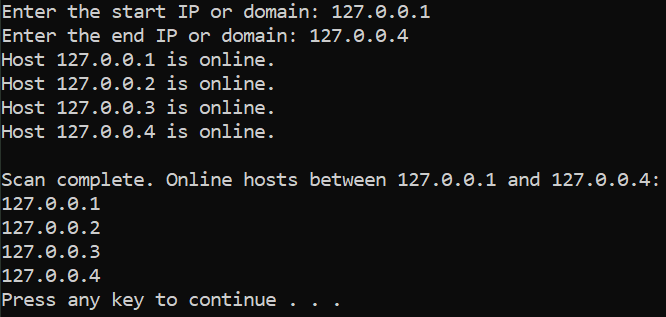 Enter the start IP or domain: 127.0.0.1
Enter the end IP or domain: 127.0.0.4
Host 127.0.0.1 is online.
Host 127.0.0.2 is online.
Host 127.0.0.3 is online.
Host 127.0.0.4 is online.

Scan complete. Online hosts between 127.0.0.1 and 127.0.0.4:
127.0.0.1
127.0.0.2
127.0.0.3
127.0.0.4
Press any key to continue . . .